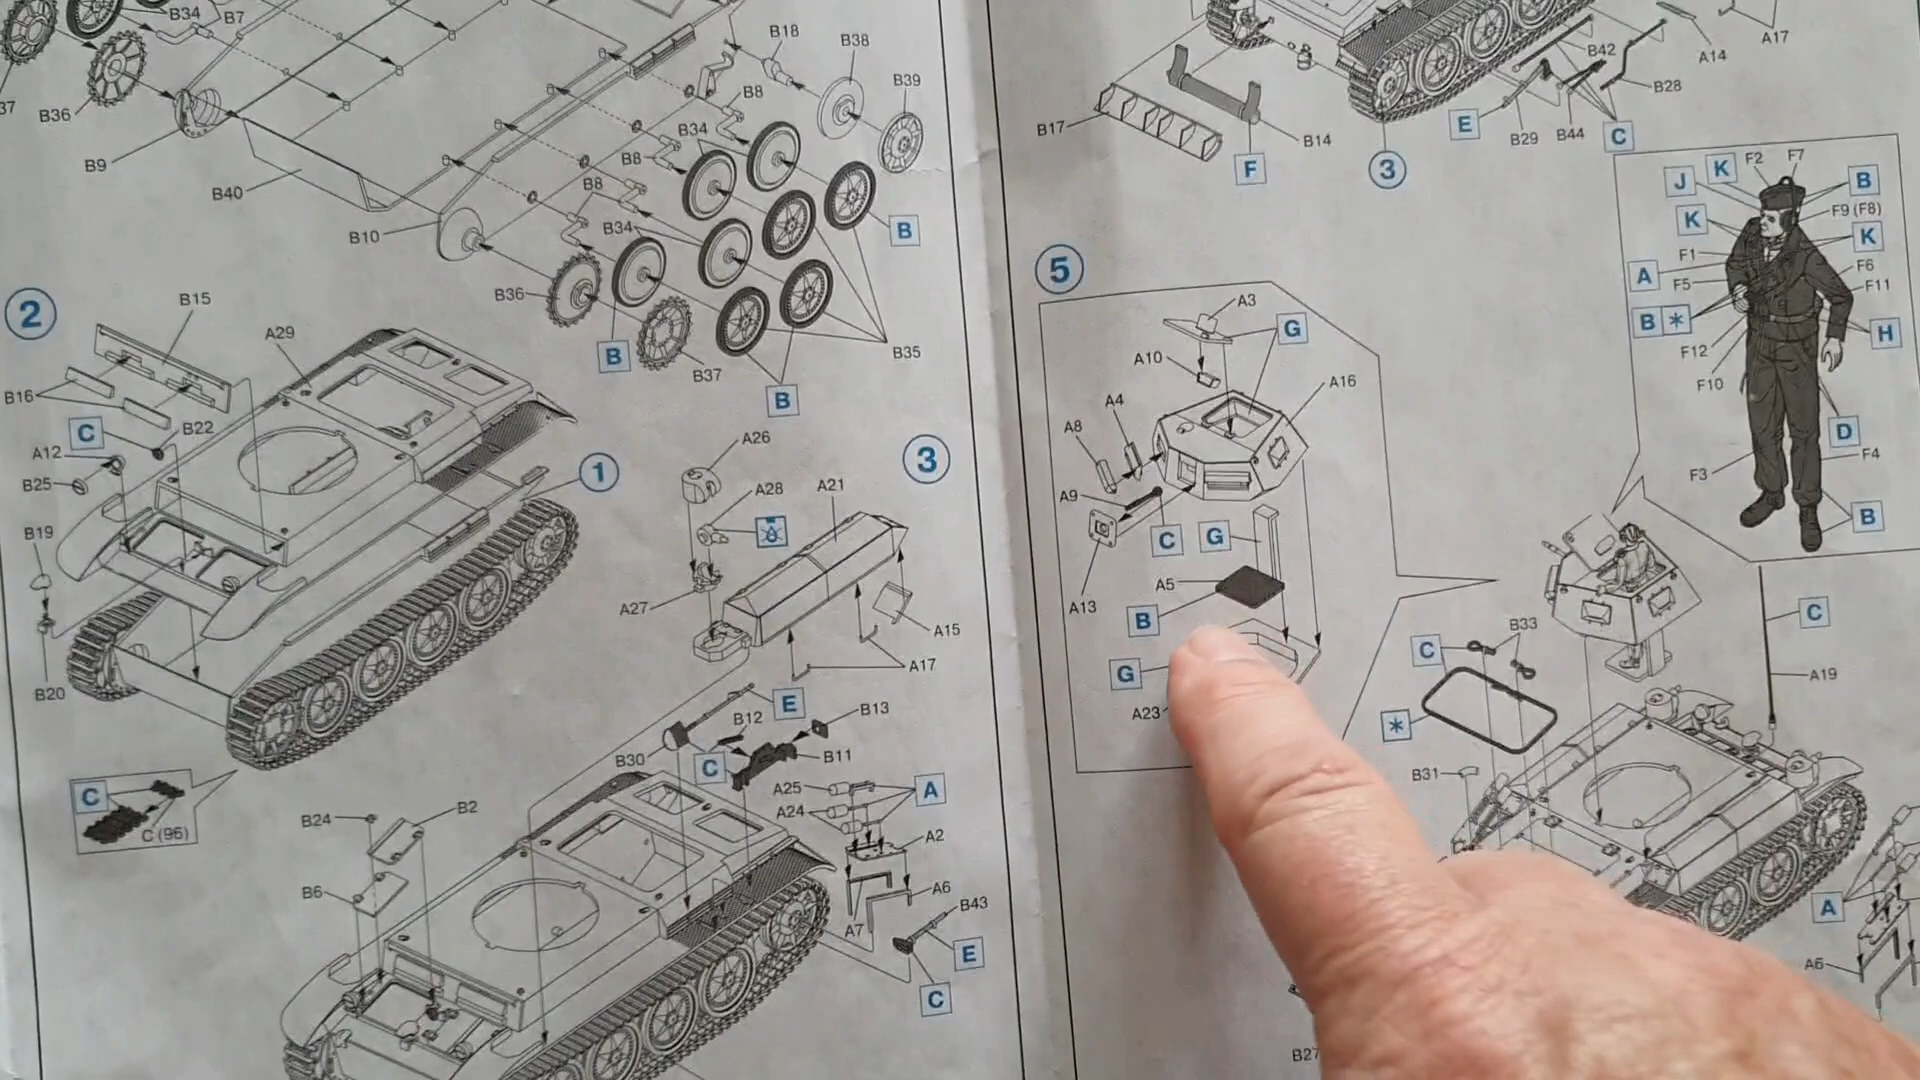 B34
B7
37
B36
B9
B40
B10
B18
B38
B39
B8
B34
B8
B8
B34
B
B36
B
B37
B
B35
2
B15
A29
B16
C
B22
A12
B25
B19
B20
1
C
C (96)
3
A26
A28
A21
A27
A15
A17
E
B12
B13
B30
C
B11
A25
A
A24
A2
A6
A7
B43
E
C
B24
B2
B6
B17
F
B14
3
E
B29
B44
C
B42
B28
A14
A17
5
A3
G
A10
A16
A4
A8
A9
C
G
A13
A5
B
G
A23
F2
F7
K
J
B
K
F9 (F8)
K
F1
A
F5
F6
F11
B *
H
F12
F10
D
F3
F4
B
C
B33
C
A19
*
B31
A
A6
B27